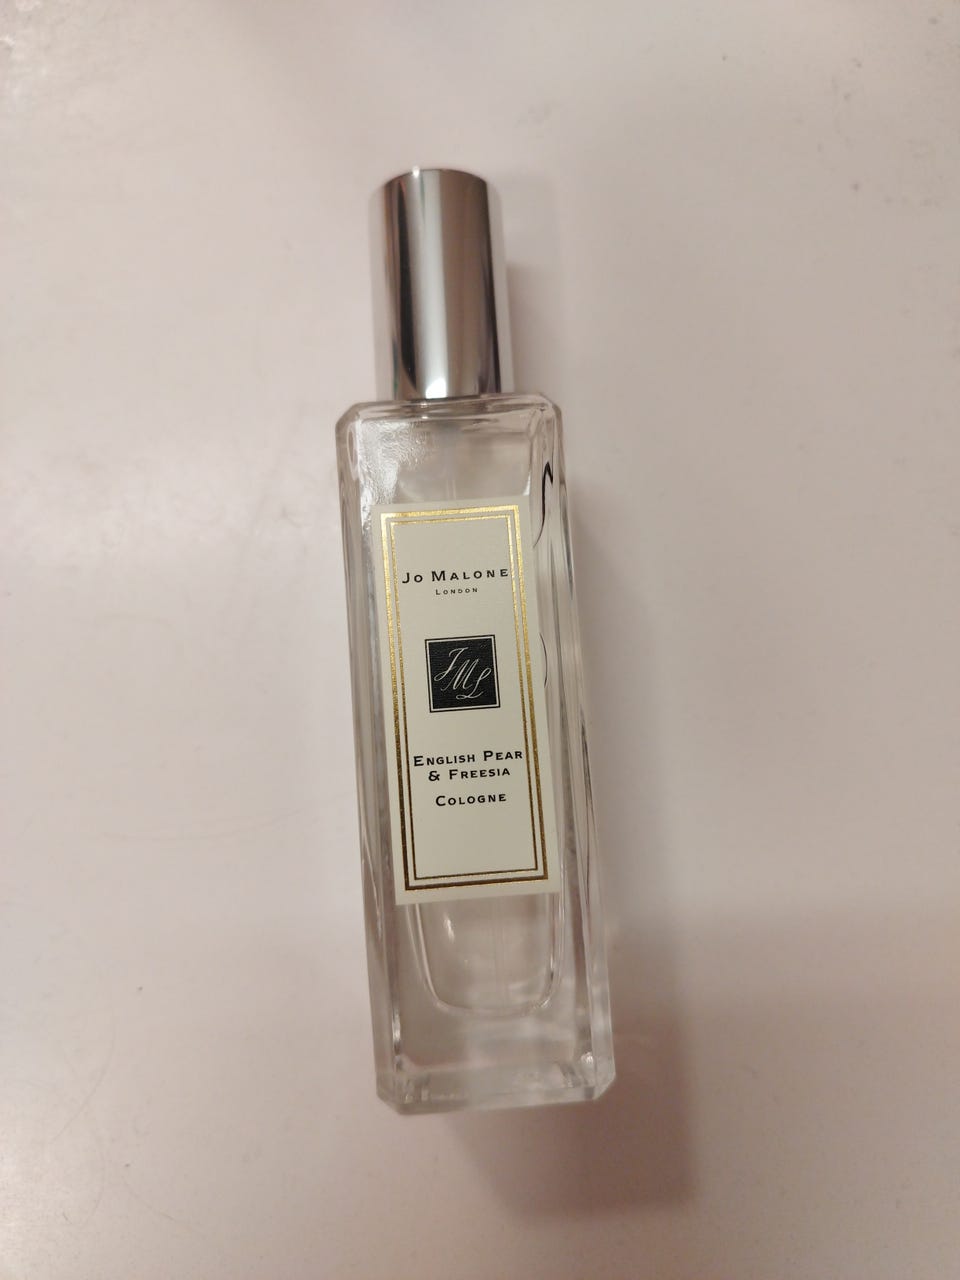 Jo Malone
London
JML
English Pear
& Freesia
Cologne